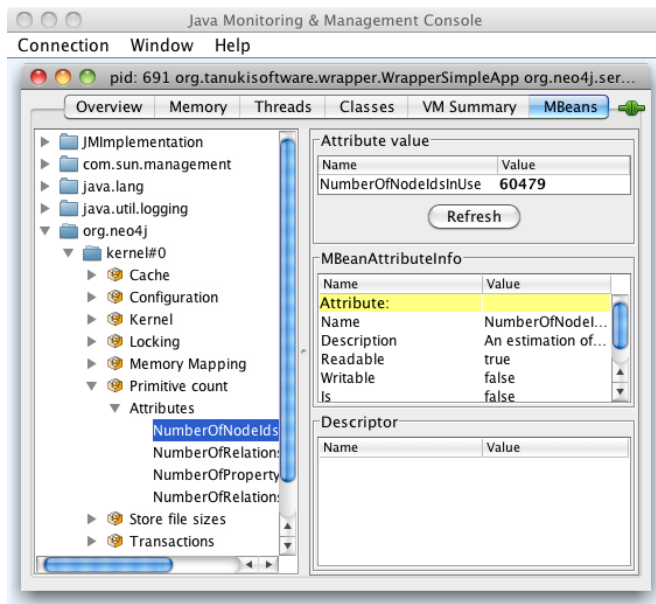 Java Monitoring & Management Console
Connection Window Help
pid: 691 org.tanukisoftware.wrapper.WrapperSimpleApp org.neo4j.ser...
Overview Memory Threads Classes VM Summary MBeans
JMImplementation
com.sun.management
java.lang
java.util.logging
org.neo4j
kernel#0
Cache
Configuration
Kernel
Locking
Memory Mapping
Primitive count
Attributes
NumberOfNodeIds
NumberOfRelations
NumberOfProperty
NumberOfRelations
Store file sizes
Transactions
Attribute value
Name Value
NumberOfNodeIdsInUse 60479
Refresh
MBeanAttributeInfo
Name Value
Attribute:
Name NumberOfNodeI...
Description An estimation of...
Readable true
Writable false
Is false
Descriptor
Name Value